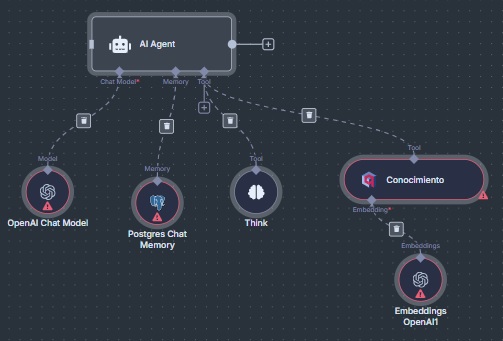 AI Agent
Chat Model*
Memory
Tool
Model
Memory
Tool
Tool
OpenAI Chat Model
Postgres Chat
Memory
Think
Conocimiento
Embedding*
Embeddings
Embeddings
OpenAI1